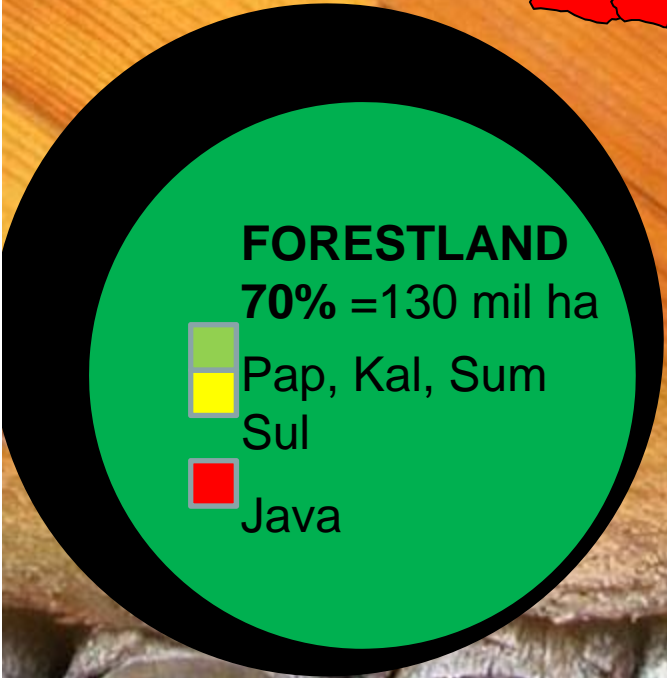 FORESTLAND
70% =130 mil ha
Pap, Kal, Sum
Sul
Java